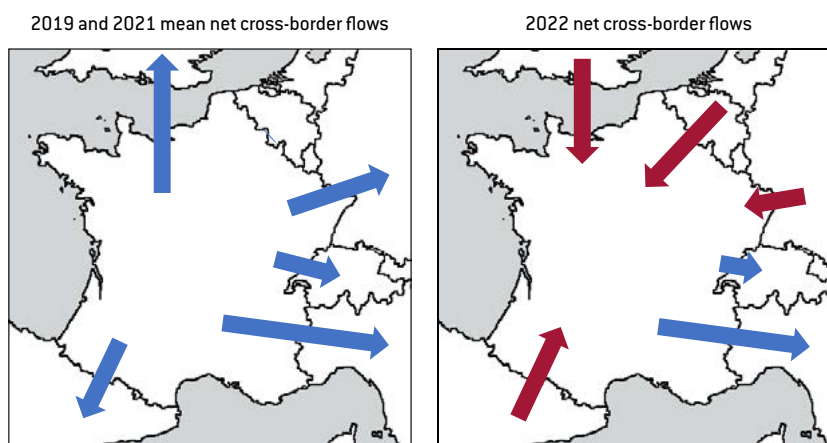 2019 and 2021 mean net cross-border flows
2022 net cross-border flows